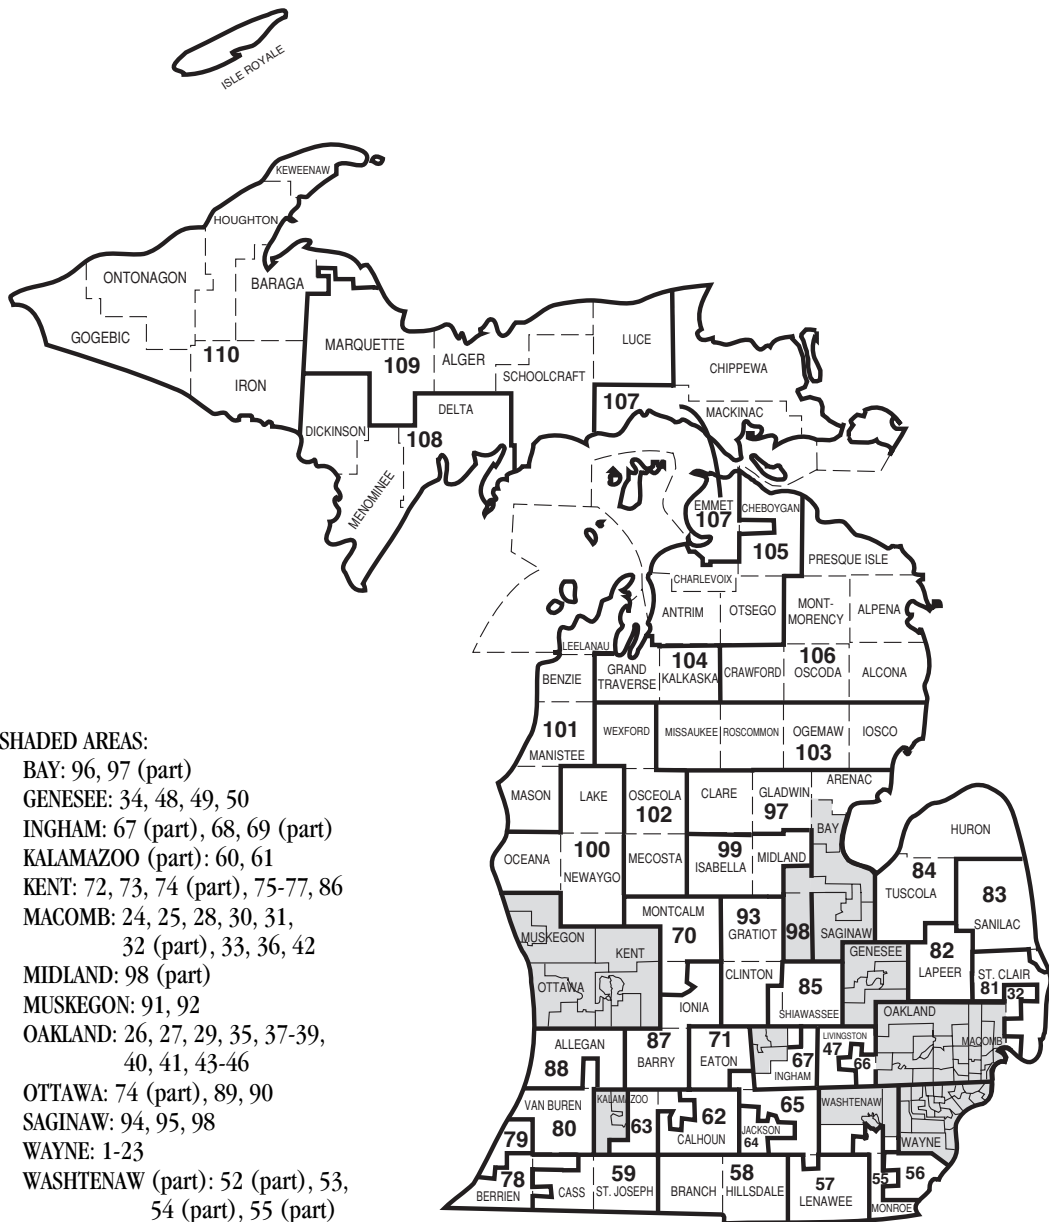 ISLE ROYALE
KEWEENAW
HOUGHTON
ONTONAGON
BARAGA
GOGEBIC
110
IRON
MARQUETTE
109
ALGER
LUCE
SCHOOLCRAFT
CHIPPEWA
DICKINSON
108
DELTA
107
MACKINAC
MENOMINEE
EMMET
107
CHEBOYGAN
105
PRESQUE ISLE
CHARLEVOIX
ANTRIM
OTSEGO
MONT-
MORENCY
ALPENA
LEELANAU
BENZIE
GRAND
TRAVERSE
104
KALKASKA
CRAWFORD
106
OSCODA
ALCONA
101
MANISTEE
WEXFORD
MISSAUKEE
ROSCOMMON
OGEMAW
103
IOSCO
MASON
LAKE
OSCEOLA
102
CLARE
GLADWIN
97
ARENAC
BAY
HURON
OCEANA
100
NEWAYGO
MECOSTA
99
ISABELLA
MIDLAND
84
TUSCOLA
83
SANILAC
MUSKEGON
KENT
MONTCALM
70
93
GRATIOT
98
SAGINAW
GENESEE
82
LAPEER
ST. CLAIR
81
32
OTTAWA
IONIA
CLINTON
85
SHIAWASSEE
OAKLAND
MACOMB
ALLEGAN
88
87
BARRY
71
EATON
67
INGHAM
LIVINGSTON
47
66
VAN BUREN
80
KALAMAZOO
63
62
CALHOUN
65
JACKSON
64
WASHTENAW
WAYNE
79
78
BERRIEN
CASS
59
ST. JOSEPH
BRANCH
58
HILLSDALE
57
LENAWEE
55
56
MONROE
SHADED AREAS:
BAY: 96, 97 (part)
GENESEE: 34, 48, 49, 50
INGHAM: 67 (part), 68, 69 (part)
KALAMAZOO (part): 60, 61
KENT: 72, 73, 74 (part), 75-77, 86
MACOMB: 24, 25, 28, 30, 31,
32 (part), 33, 36, 42
MIDLAND: 98 (part)
MUSKEGON: 91, 92
OAKLAND: 26, 27, 29, 35, 37-39,
40, 41, 43-46
OTTAWA: 74 (part), 89, 90
SAGINAW: 94, 95, 98
WAYNE: 1-23
WASHTENAW (part): 52 (part), 53,
54 (part), 55 (part)